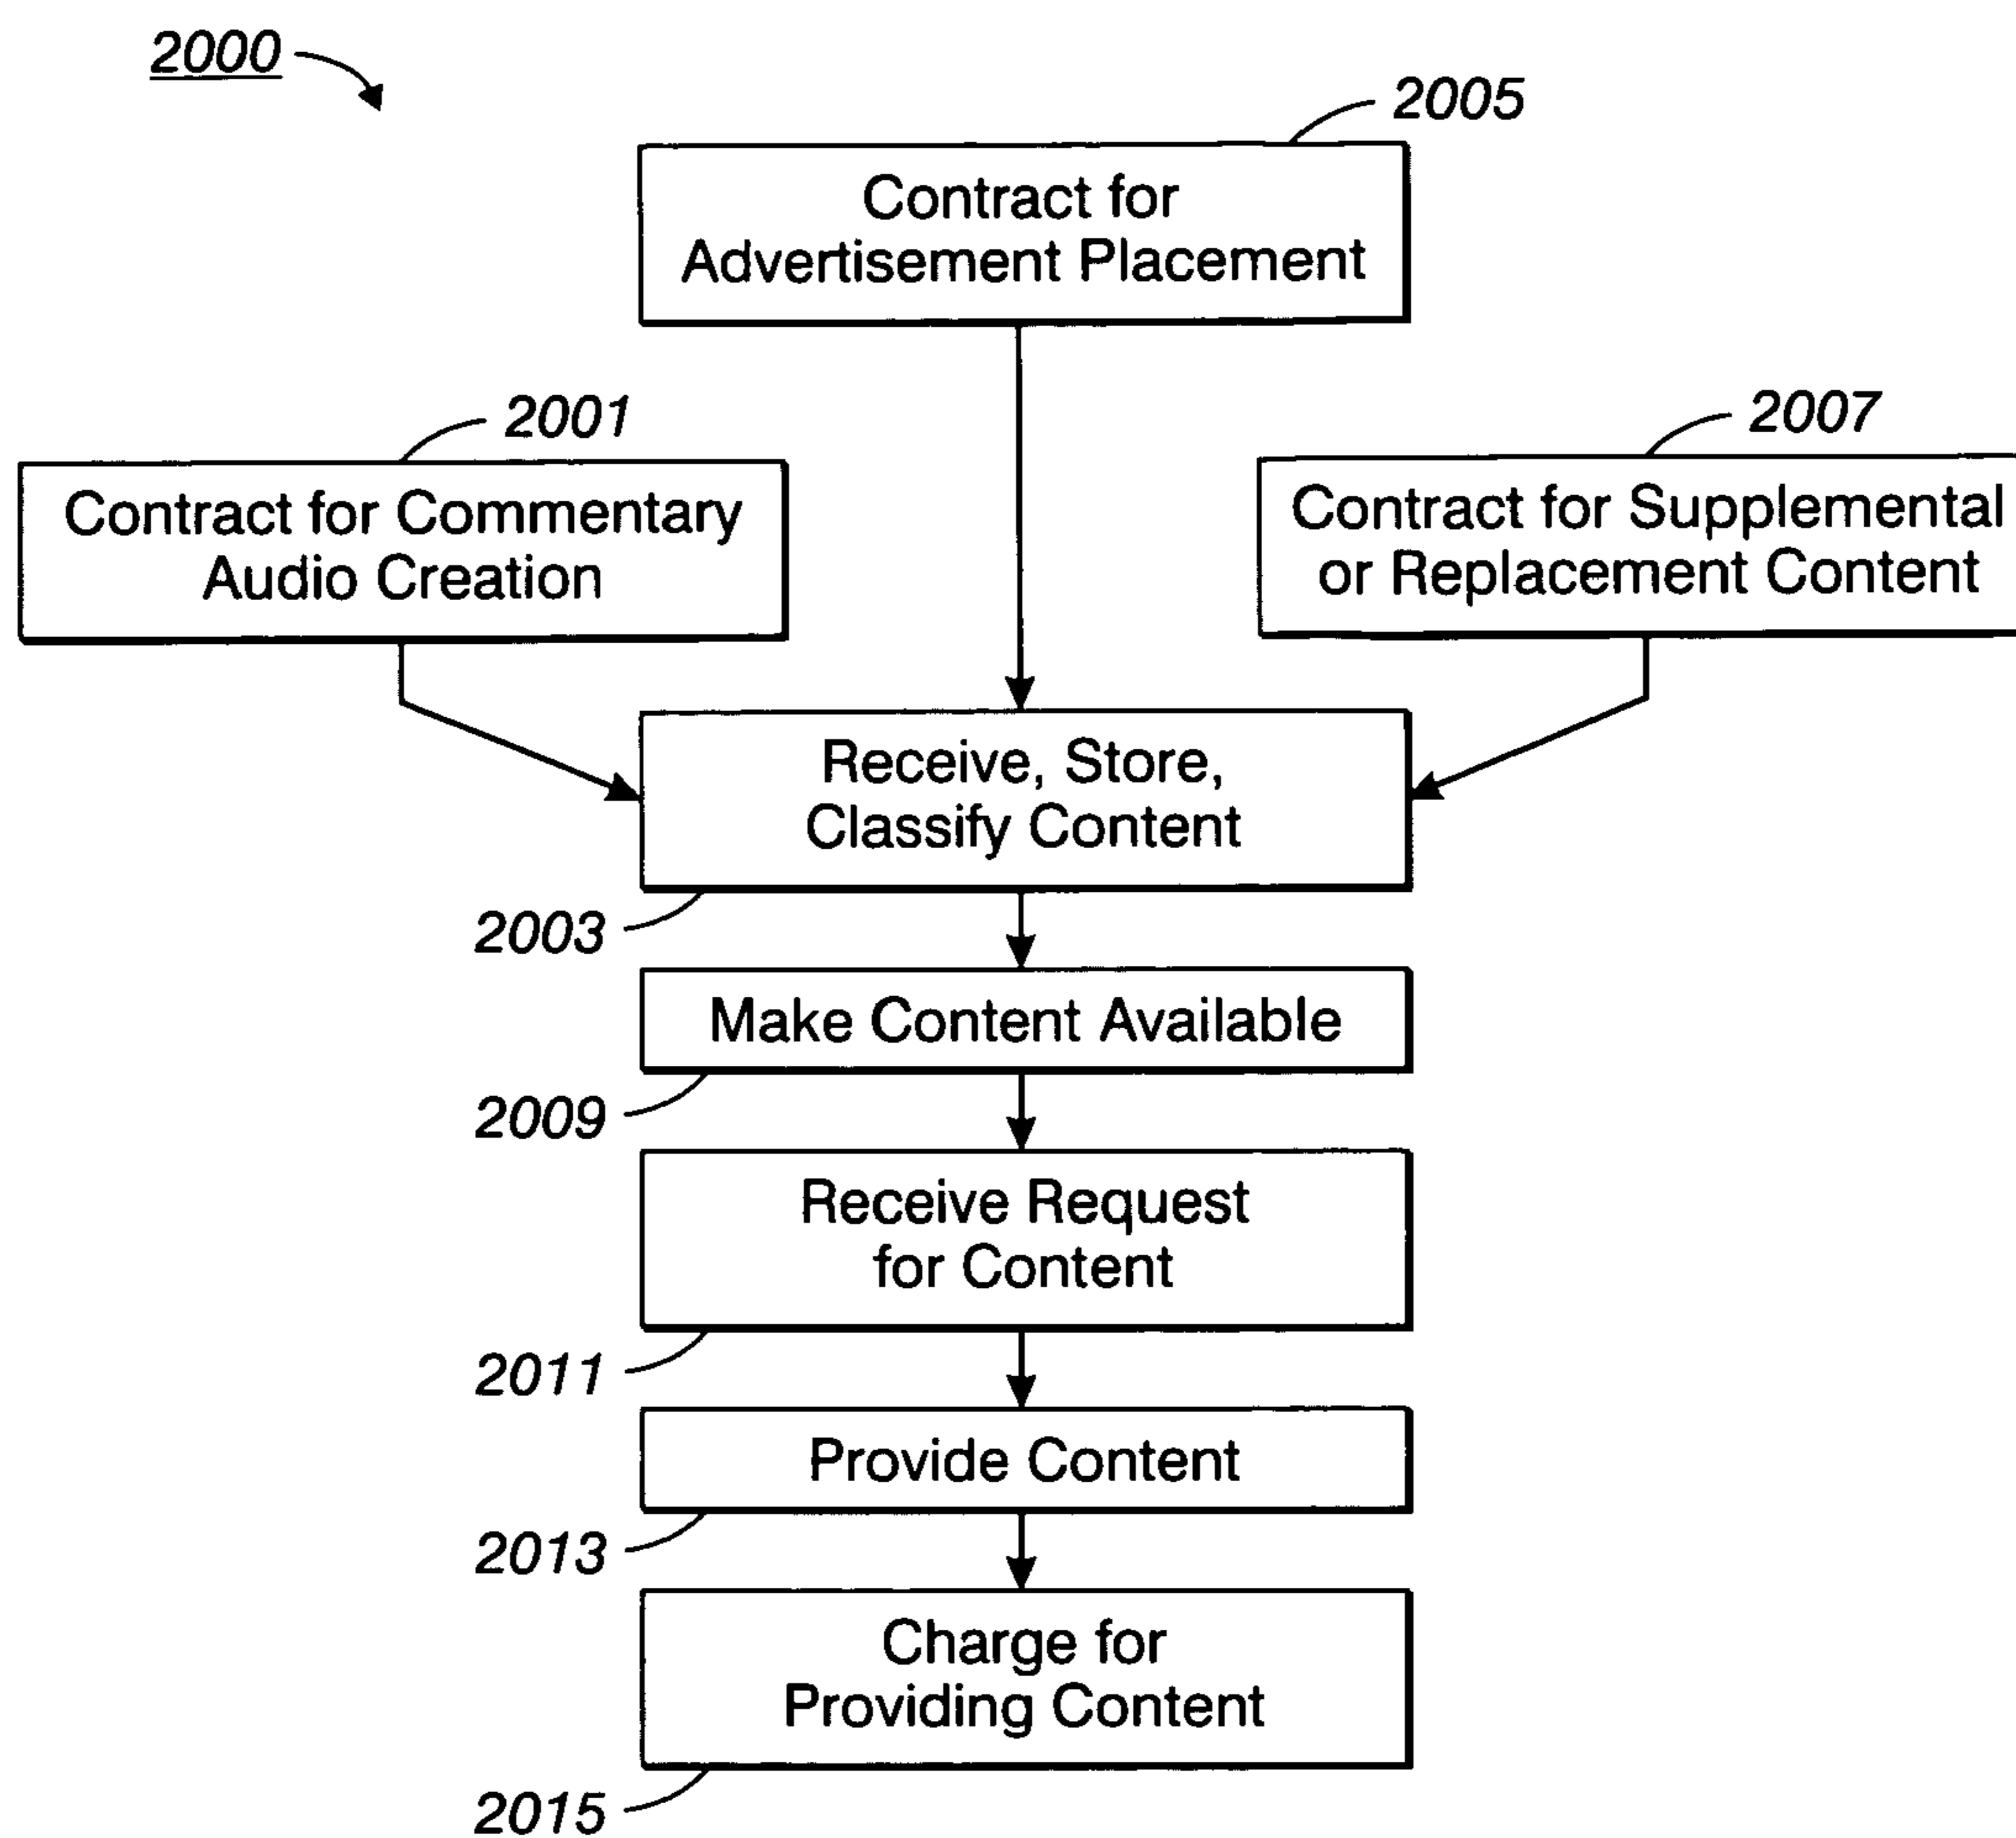 2000
2005
Contract for
Advertisement Placement
2001
Contract for Commentary
Audio Creation
2007
Contract for Supplemental
or Replacement Content
Receive, Store,
Classify Content
2003
Make Content Available
2009
Receive Request
for Content
2011
Provide Content
2013
Charge for
Providing Content
2015